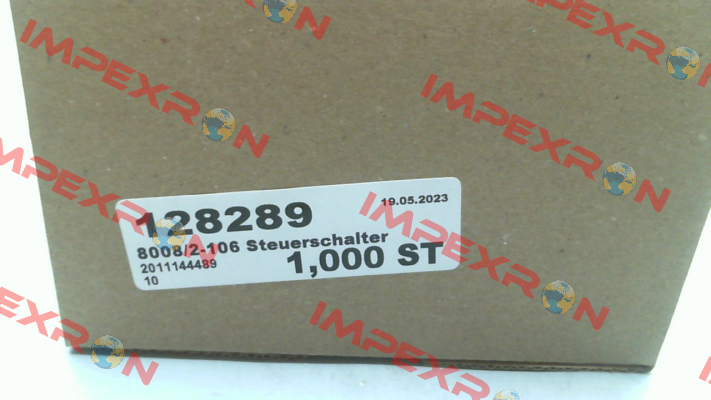 IMPEXRON
IMPEXRON
IMPEXRON
IMPEXRON
128289
19.05.2023
8008/2-106 Steuerschalter
2011144489
1,000 ST
10
IMPEXRON
IMPEXRON
IMPEXRON